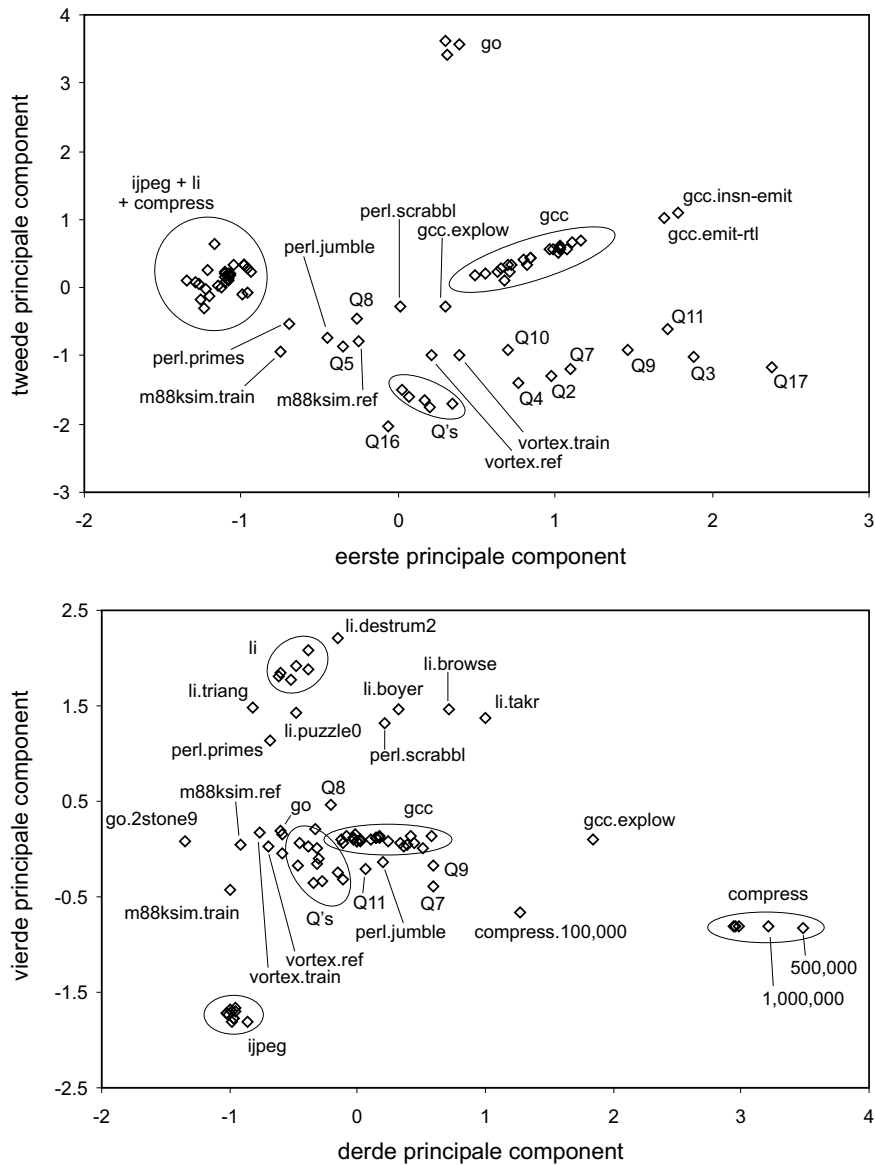 4
3
2
1
0
-1
-2
-3
-2
-1
0
1
2
3
tweede principale component
eerste principale component
go
ijpeg + li
+ compress
perl.jumble
perl.scrabbl
gcc.explow
gcc
gcc.insn-emit
gcc.emit-rtl
Q8
perl.primes
m88ksim.train
Q5
m88ksim.ref
Q16
Q's
vortex.train
vortex.ref
Q10
Q4
Q2
Q7
Q9
Q11
Q3
Q17
2.5
1.5
0.5
-0.5
-1.5
-2.5
-2
-1
0
1
2
3
4
vierde principale component
derde principale component
li
li.destrum2
li.triang
li.puzzle0
perl.primes
li.boyer
li.browse
li.takr
perl.scrabbl
m88ksim.ref
go
Q8
gcc
gcc.explow
go.2stone9
m88ksim.train
Q's
Q11
Q9
Q7
perl.jumble
vortex.ref
vortex.train
compress.100,000
compress
500,000
1,000,000
ijpeg